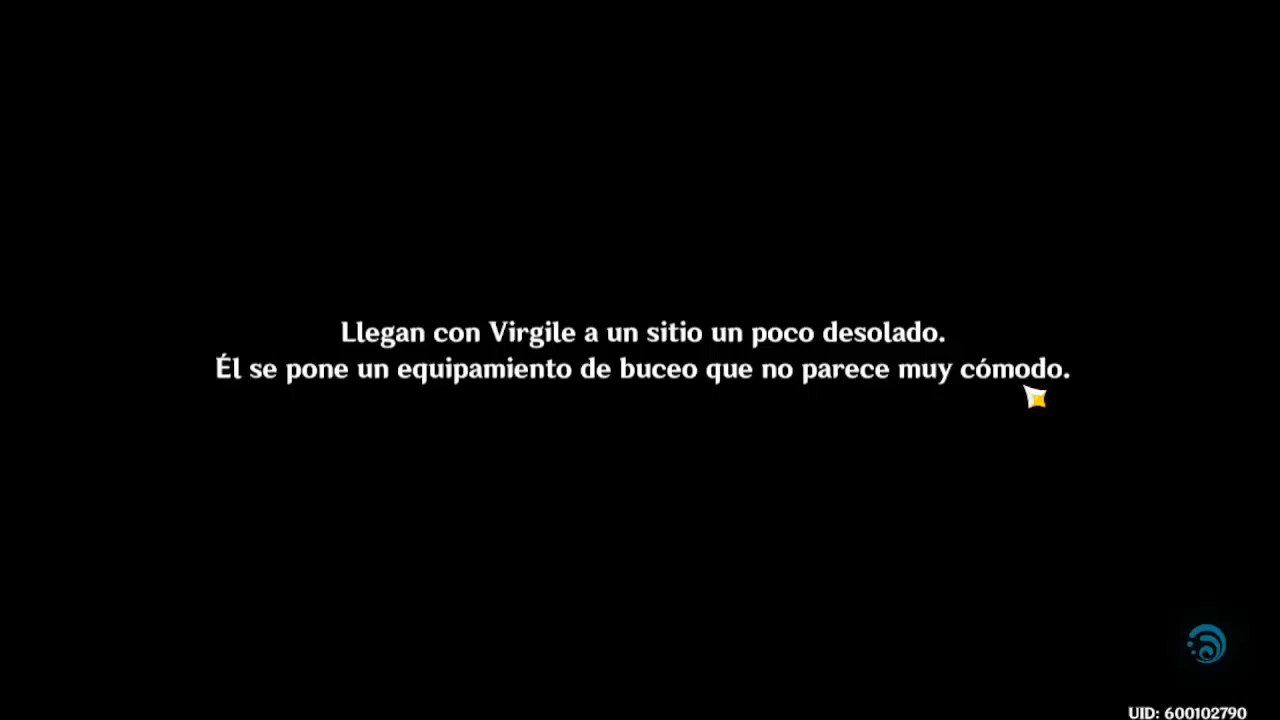 Llegan con Virgile a un sitio un poco desolado.
Él se pone un equipamiento de buceo que no parece muy cómodo.
UID: 600102790